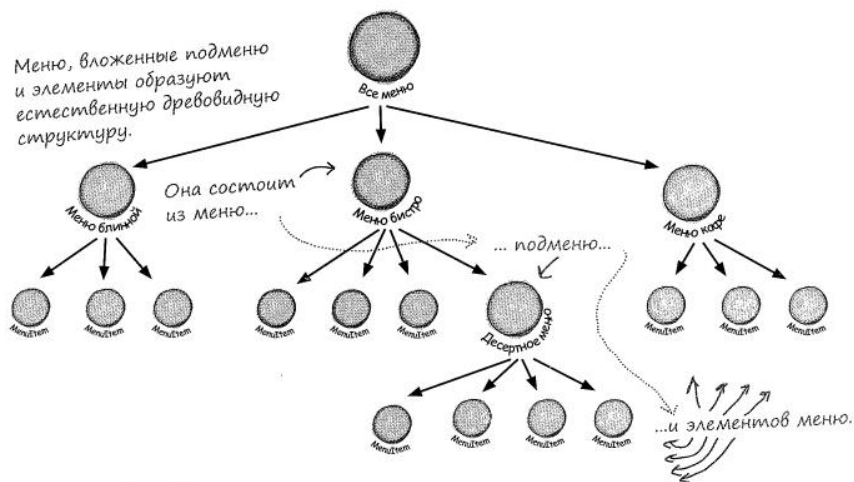 Меню, вложенные подменю
и элементы образуют
естественную древовидную
структуру.
Все меню
Она состоит
из меню...
Меню блинной
Меню бистро
Меню кафе
... подменю...
MenuItem
MenuItem
MenuItem
MenuItem
MenuItem
MenuItem
Десертное меню
MenuItem
MenuItem
MenuItem
MenuItem
MenuItem
MenuItem
MenuItem
...и элементов меню.